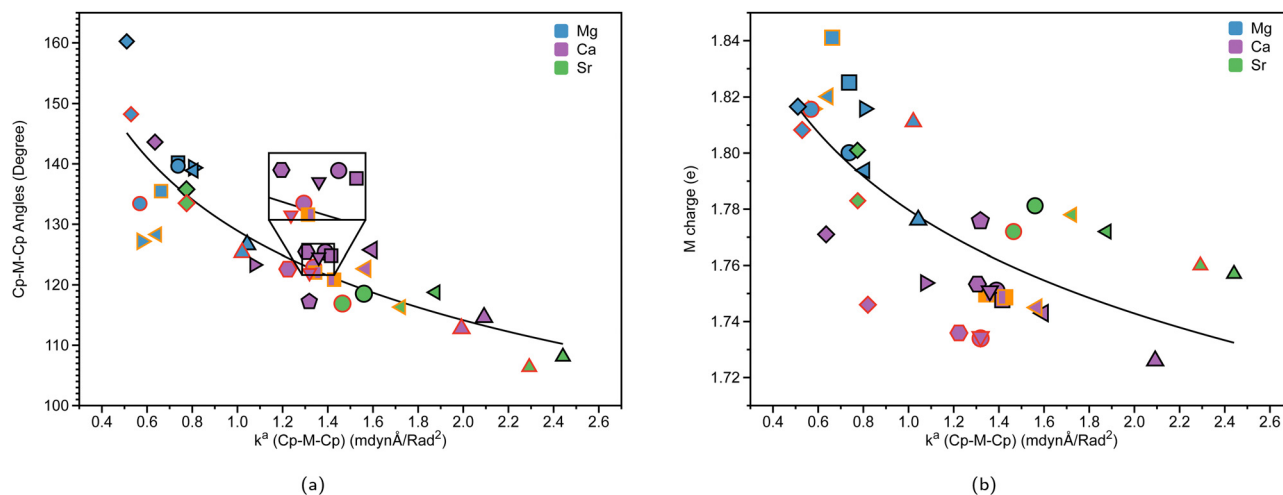 Cp-M-Cp Angles (Degree)
160
150
140
130
120
110
100
Mg
Ca
Sr
0.4 0.6 0.8 1.0 1.2 1.4 1.6 1.8 2.0 2.2 2.4 2.6
kᵃ (Cp-M-Cp) (mdynÅ/Rad²)
(a)
M charge (e)
1.84
1.82
1.80
1.78
1.76
1.74
1.72
Mg
Ca
Sr
0.4 0.6 0.8 1.0 1.2 1.4 1.6 1.8 2.0 2.2 2.4 2.6
kᵃ (Cp-M-Cp) (mdynÅ/Rad²)
(b)